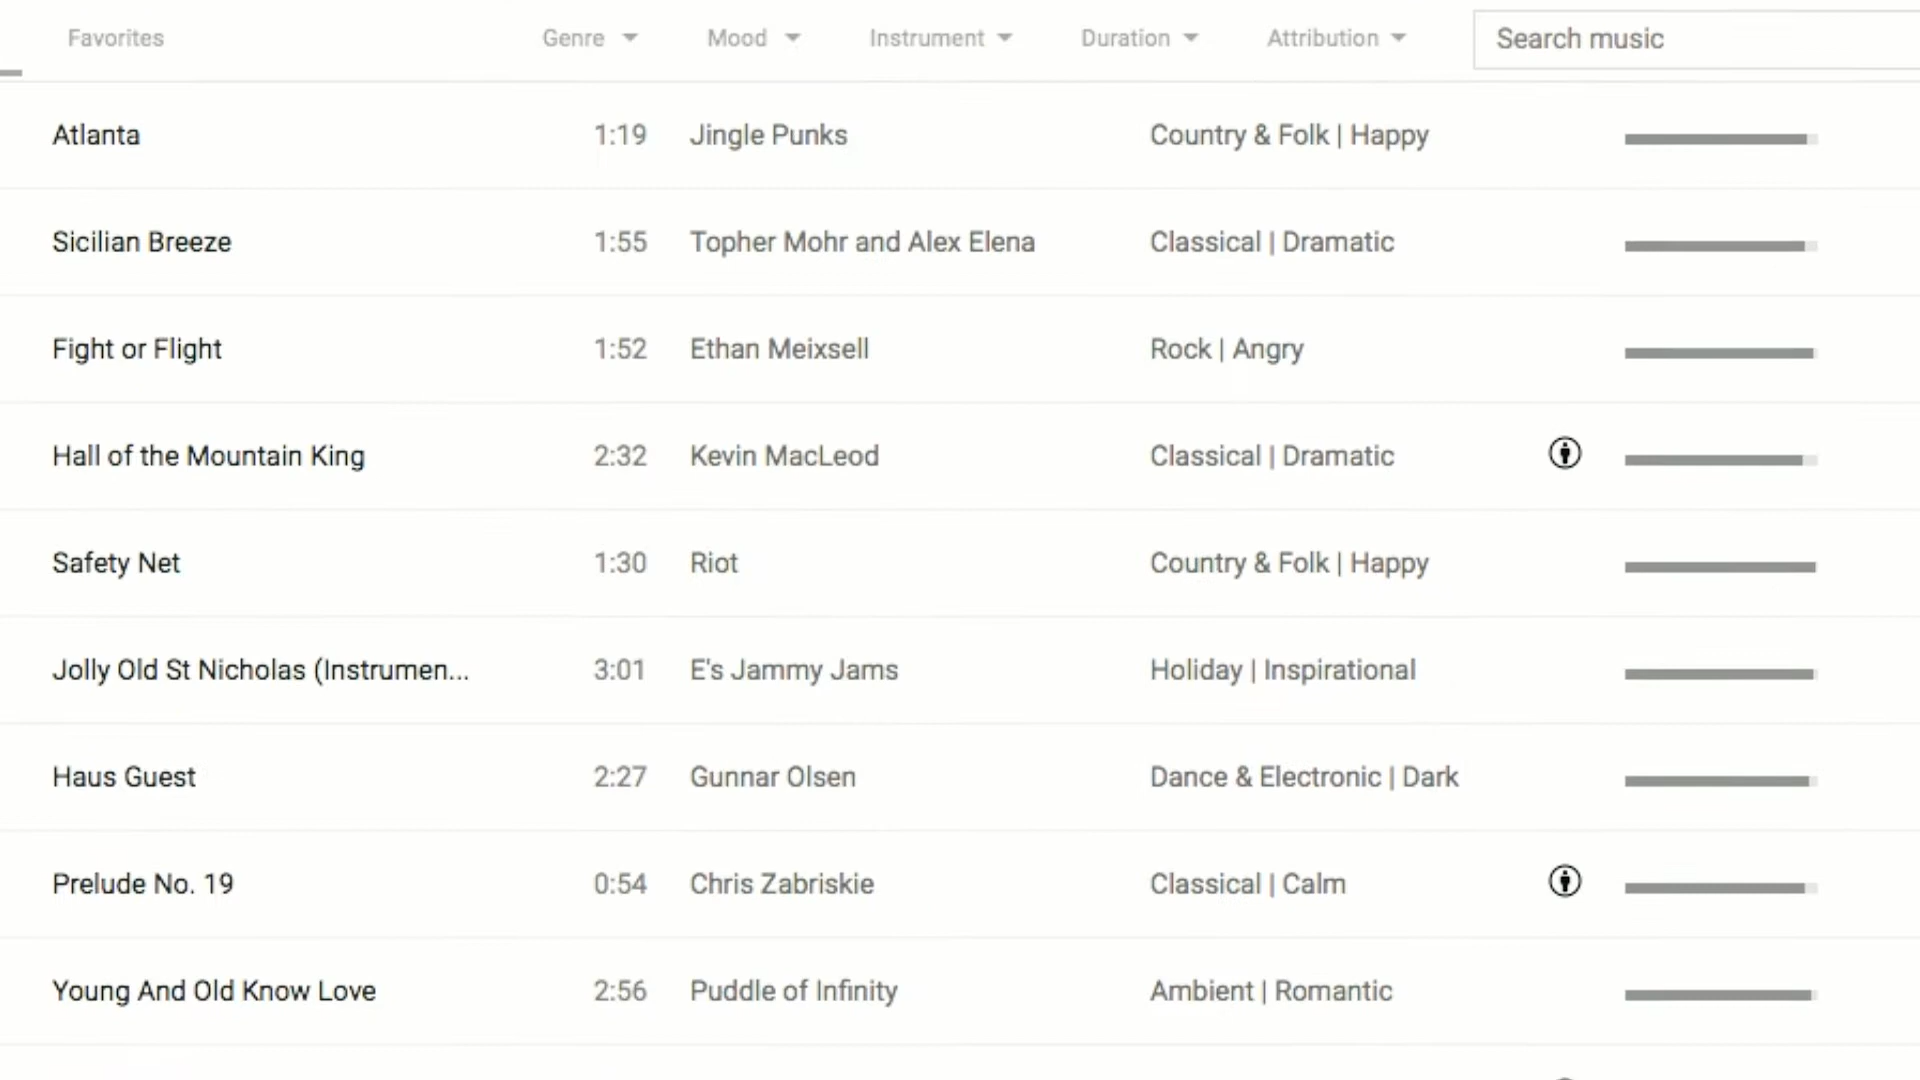 Favorites Genre Mood Instrument Duration Attribution Search music
Atlanta 1:19 Jingle Punks Country & Folk | Happy
Sicilian Breeze 1:55 Topher Mohr and Alex Elena Classical | Dramatic
Fight or Flight 1:52 Ethan Meixsell Rock | Angry
Hall of the Mountain King 2:32 Kevin MacLeod Classical | Dramatic
Safety Net 1:30 Riot Country & Folk | Happy
Jolly Old St Nicholas (Instrumen... 3:01 E's Jammy Jams Holiday | Inspirational
Haus Guest 2:27 Gunnar Olsen Dance & Electronic | Dark
Prelude No. 19 0:54 Chris Zabriskie Classical | Calm
Young And Old Know Love 2:56 Puddle of Infinity Ambient | Romantic